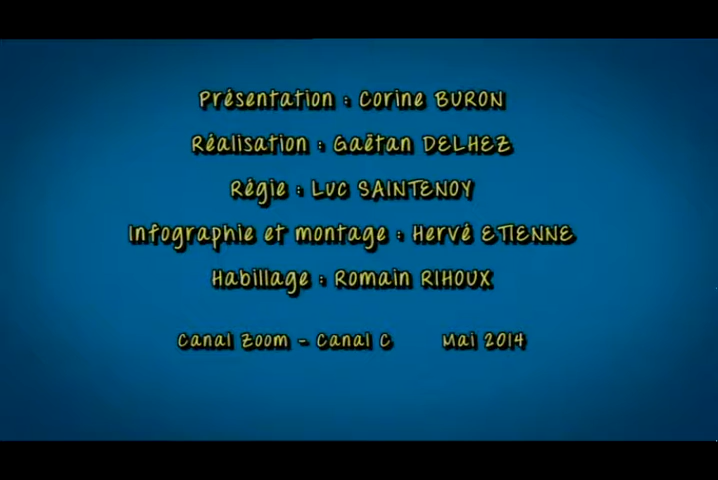 Présentation : Corine BURON
Réalisation : Gaëtan DELHEZ
Régie : Luc SAINTENOY
Infographie et montage : Hervé ETIENNE
Habillage : Romain RIHOUX
Canal Zoom - Canal C Mai 2014